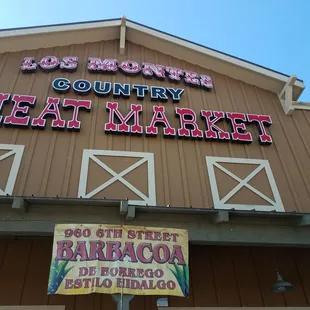 LOS MONTES
COUNTRY
MEAT MARKET
960 6TH STREET
BARBACOA
DE BORREGO
ESTILO HIDALGO